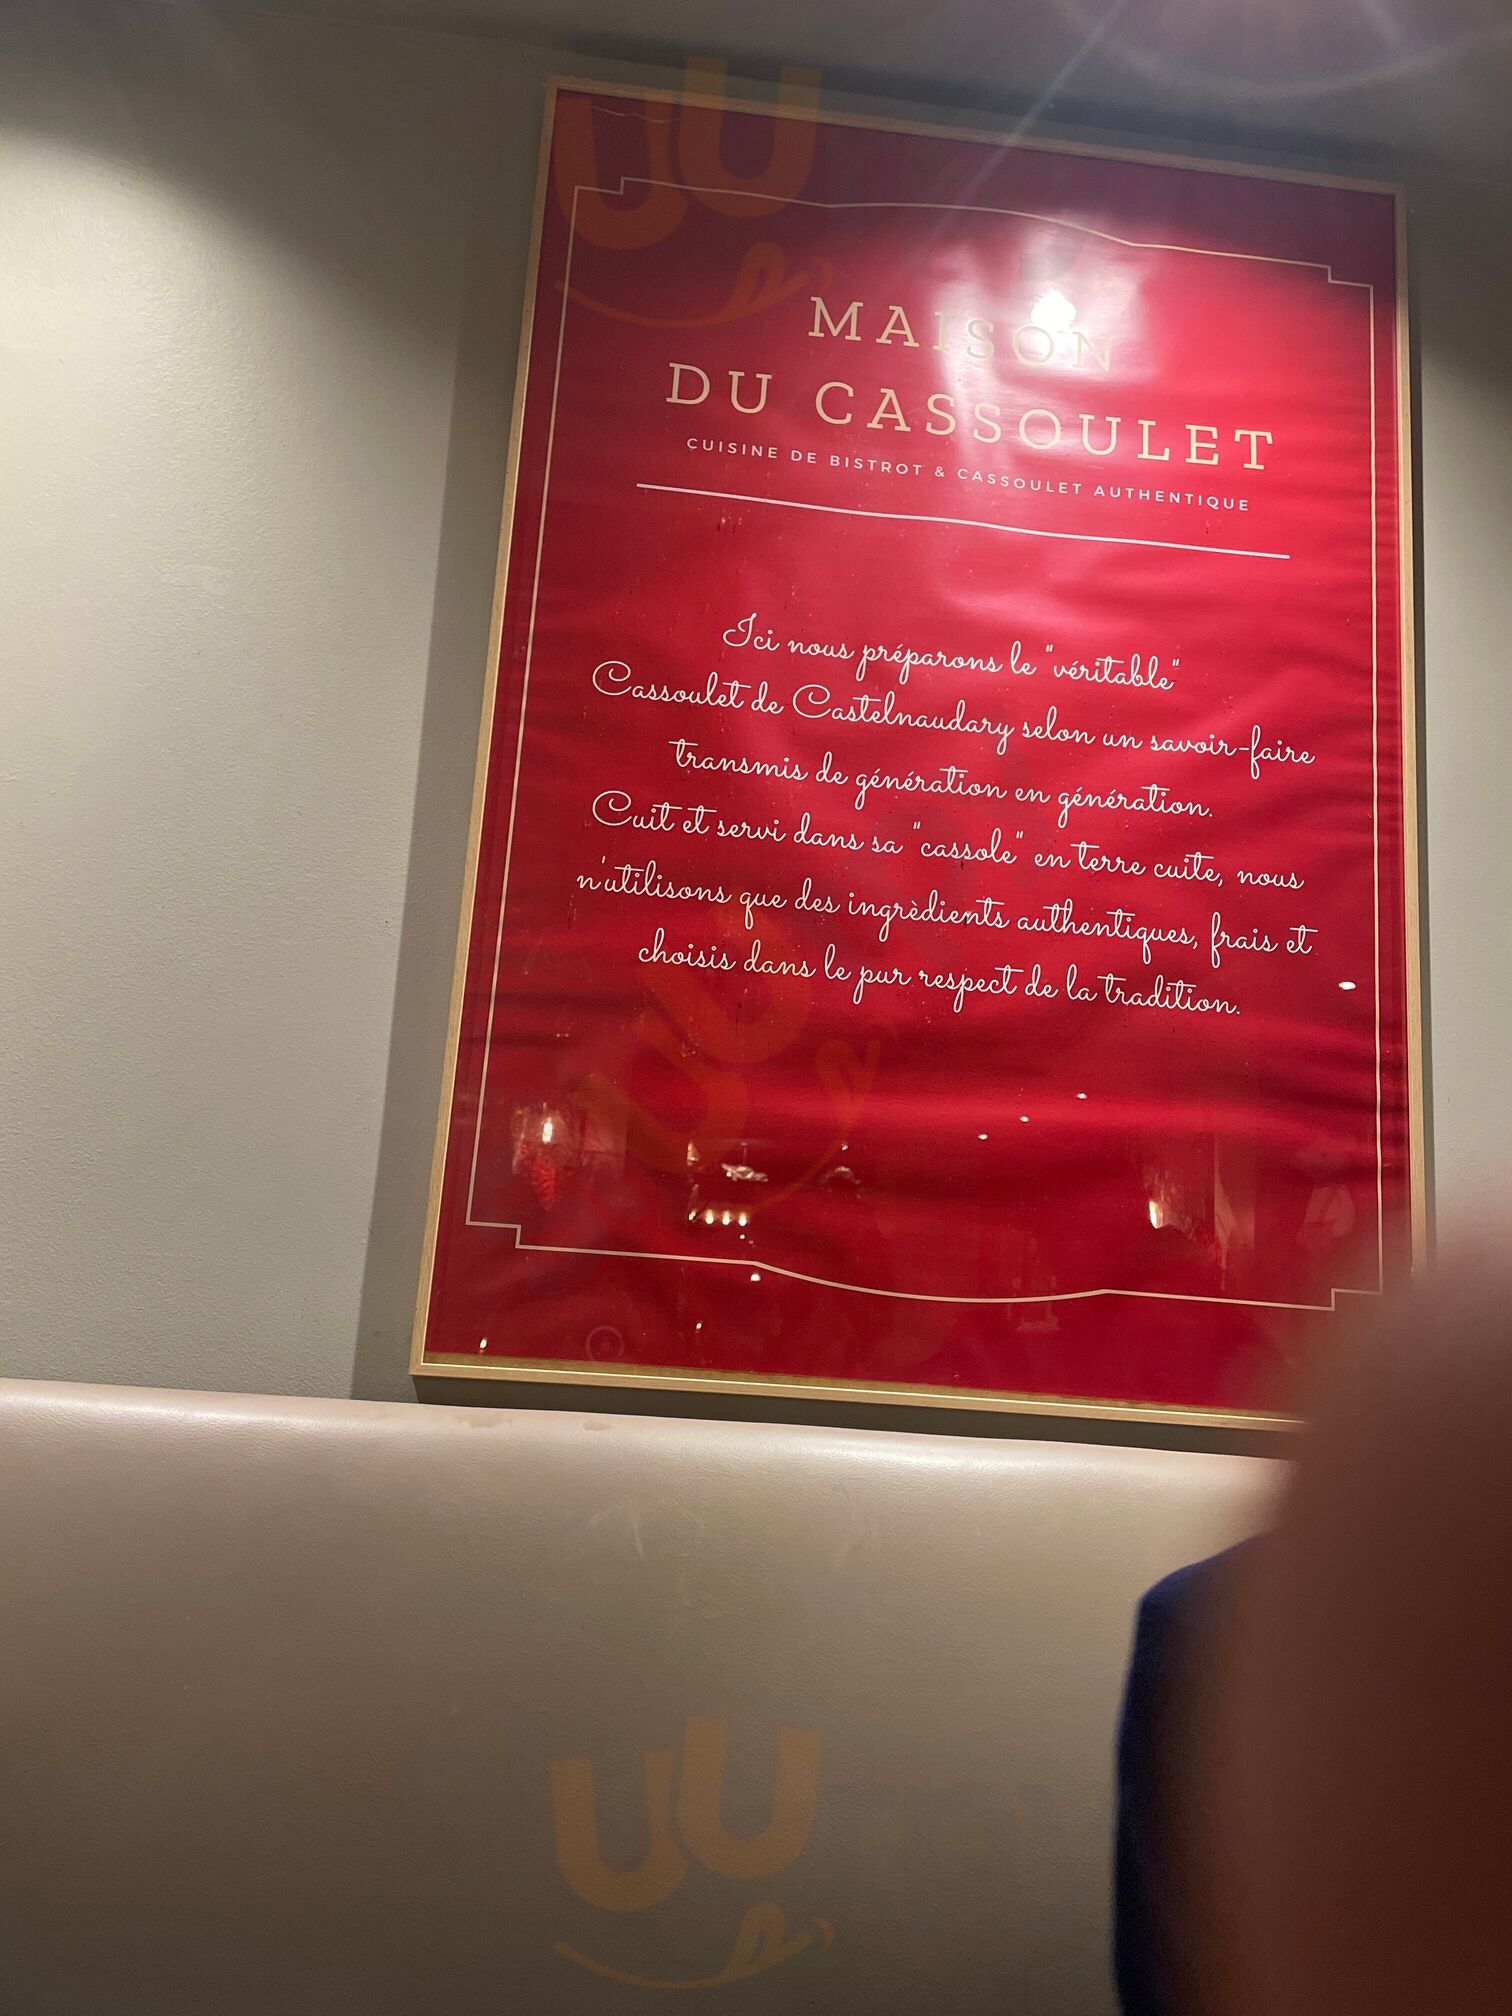 MAISON
DU CASSOULET
CUISINE DE BISTROT & CASSOULET AUTHENTIQUE
Ici nous préparons le "véritable"
Cassoulet de Castelnaudary selon un savoir-faire
transmis de génération en génération.
Cuit et servi dans sa "cassole" en terre cuite, nous
n'utilisons que des ingrèdients authentiques, frais et
choisis dans le pur respect de la tradition.